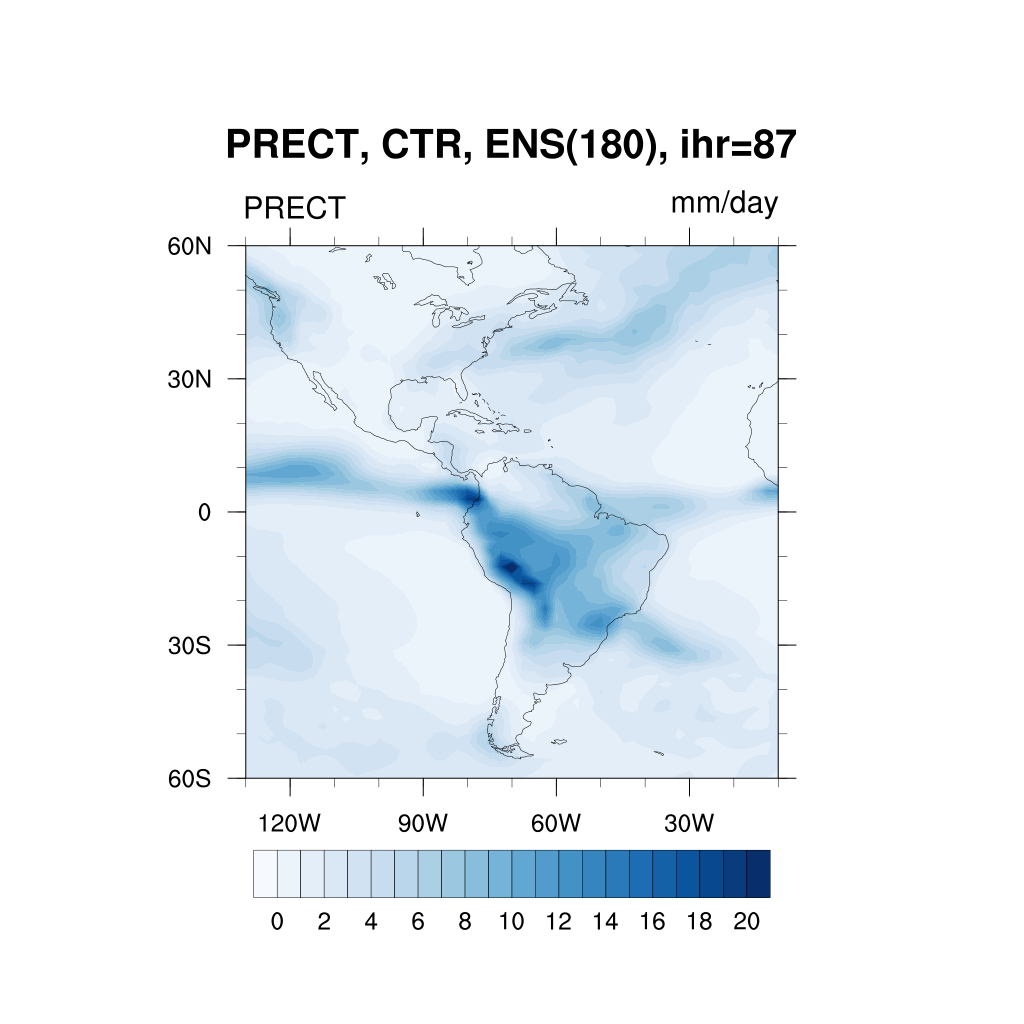 PRECT, CTR, ENS(180), ihr=87
PRECT mm/day
60N
30N
0
30S
60S
120W 90W 60W 30W
0 2 4 6 8 10 12 14 16 18 20